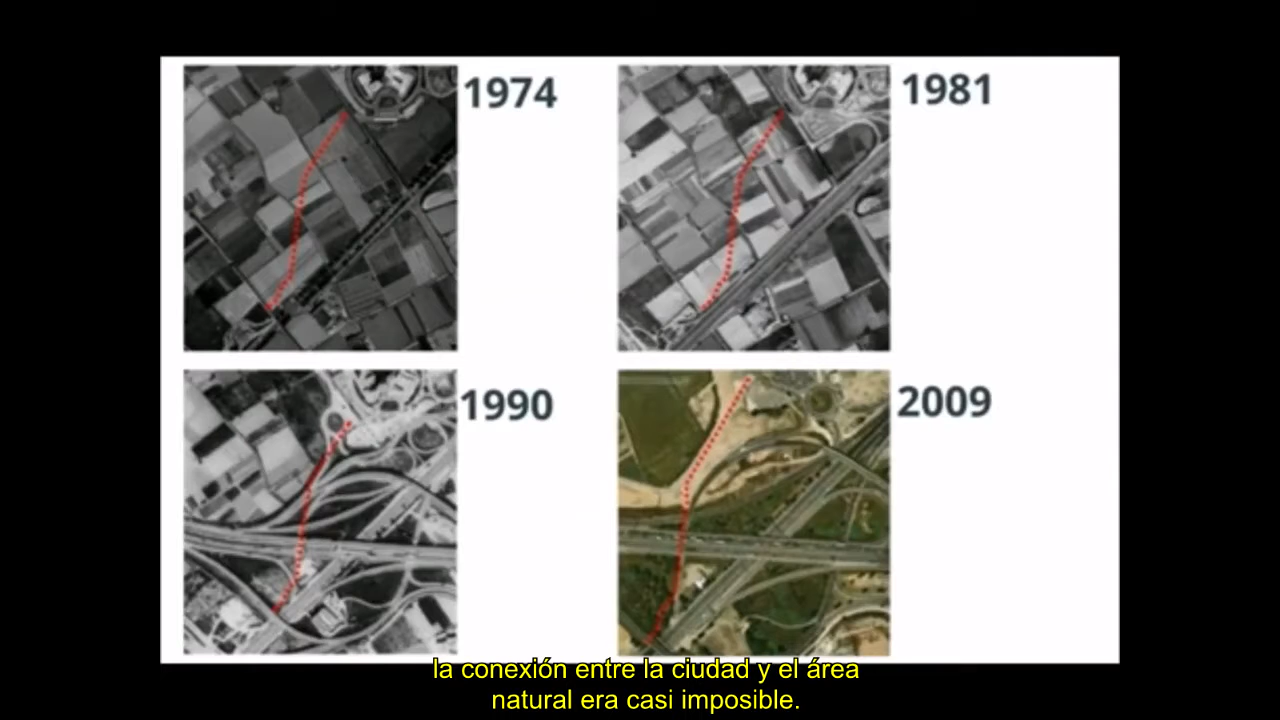 1974
1981
1990
2009
la conexión entre la ciudad y el área
natural era casi imposible.